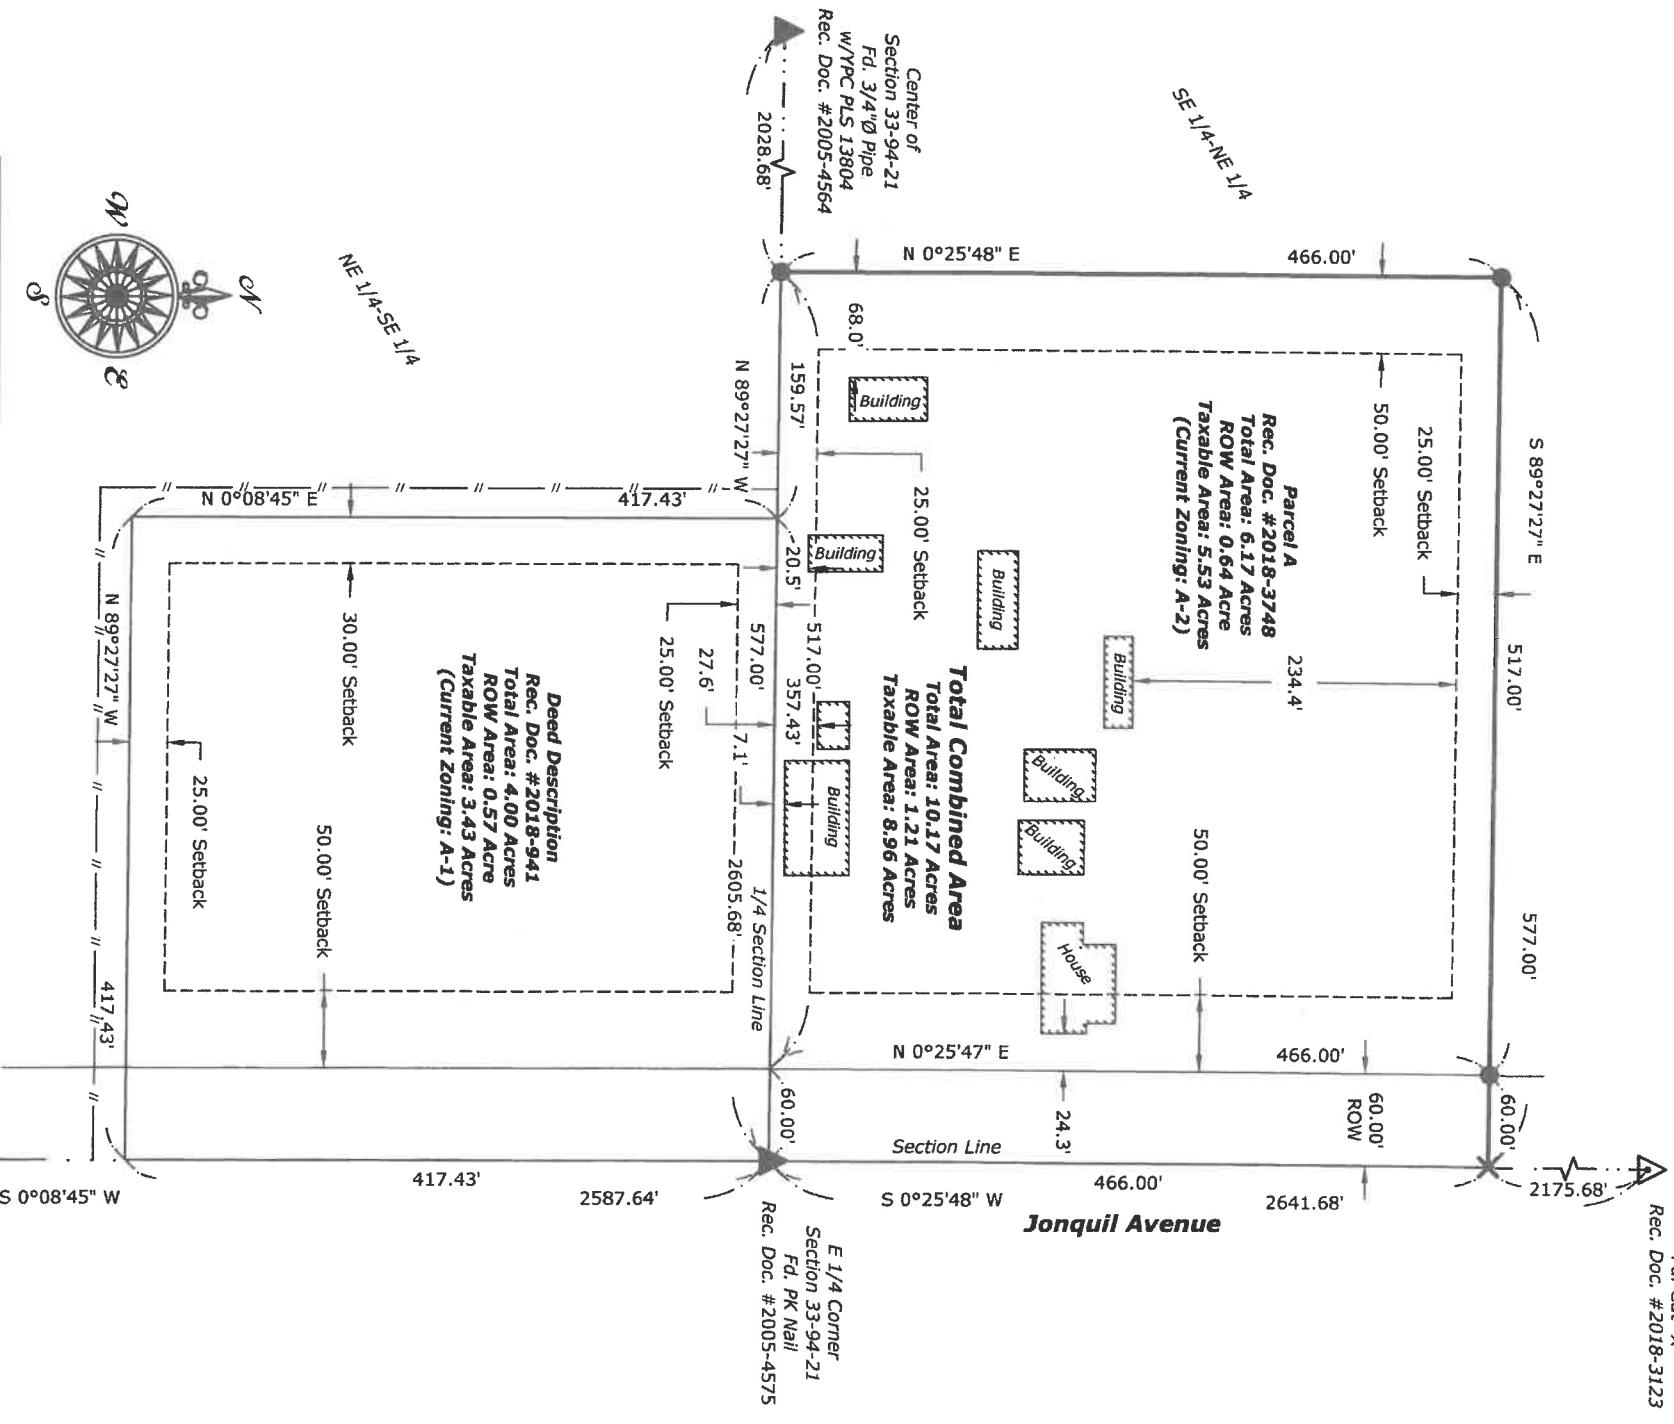 Center of
Section 33-94-21
Fd. 3/4"Ø Pipe
w/YPC PLS 13804
Rec. Doc. #2005-4564
2028.68'
SE 1/4-NE 1/4
NE 1/4-SE 1/4
N
W
S
E
N 0°25'48" E
466.00'
S 89°27'27" E
517.00'
577.00'
60.00'
2175.68'
Rec. Doc. #2018-3123
25.00' Setback
50.00' Setback
Parcel A
Rec. Doc. #2018-3748
Total Area: 6.17 Acres
ROW Area: 0.64 Acre
Taxable Area: 5.53 Acres
(Current Zoning: A-2)
234.4'
68.0'
Building
25.00' Setback
Building
Building
Building
Building
Building
Building
House
50.00' Setback
Total Combined Area
Total Area: 10.17 Acres
ROW Area: 1.21 Acres
Taxable Area: 8.96 Acres
159.57'
N 89°27'27" W
20.5'
517.00'
357.43'
577.00'
27.6'
7.1'
2605.68'
1/4 Section Line
25.00' Setback
60.00'
N 0°25'47" E
466.00'
60.00'
ROW
24.3'
Section Line
S 0°25'48" W
466.00'
2641.68'
Jonquil Avenue
E 1/4 Corner
Section 33-94-21
Fd. PK Nail
Rec. Doc. #2005-4575
N 0°08'45" E
417.43'
30.00' Setback
Deed Description
Rec. Doc. #2018-941
Total Area: 4.00 Acres
ROW Area: 0.57 Acre
Taxable Area: 3.43 Acres
(Current Zoning: A-1)
50.00' Setback
25.00' Setback
N 89°27'27" W
417.43'
S 0°08'45" W
417.43'
2587.64'